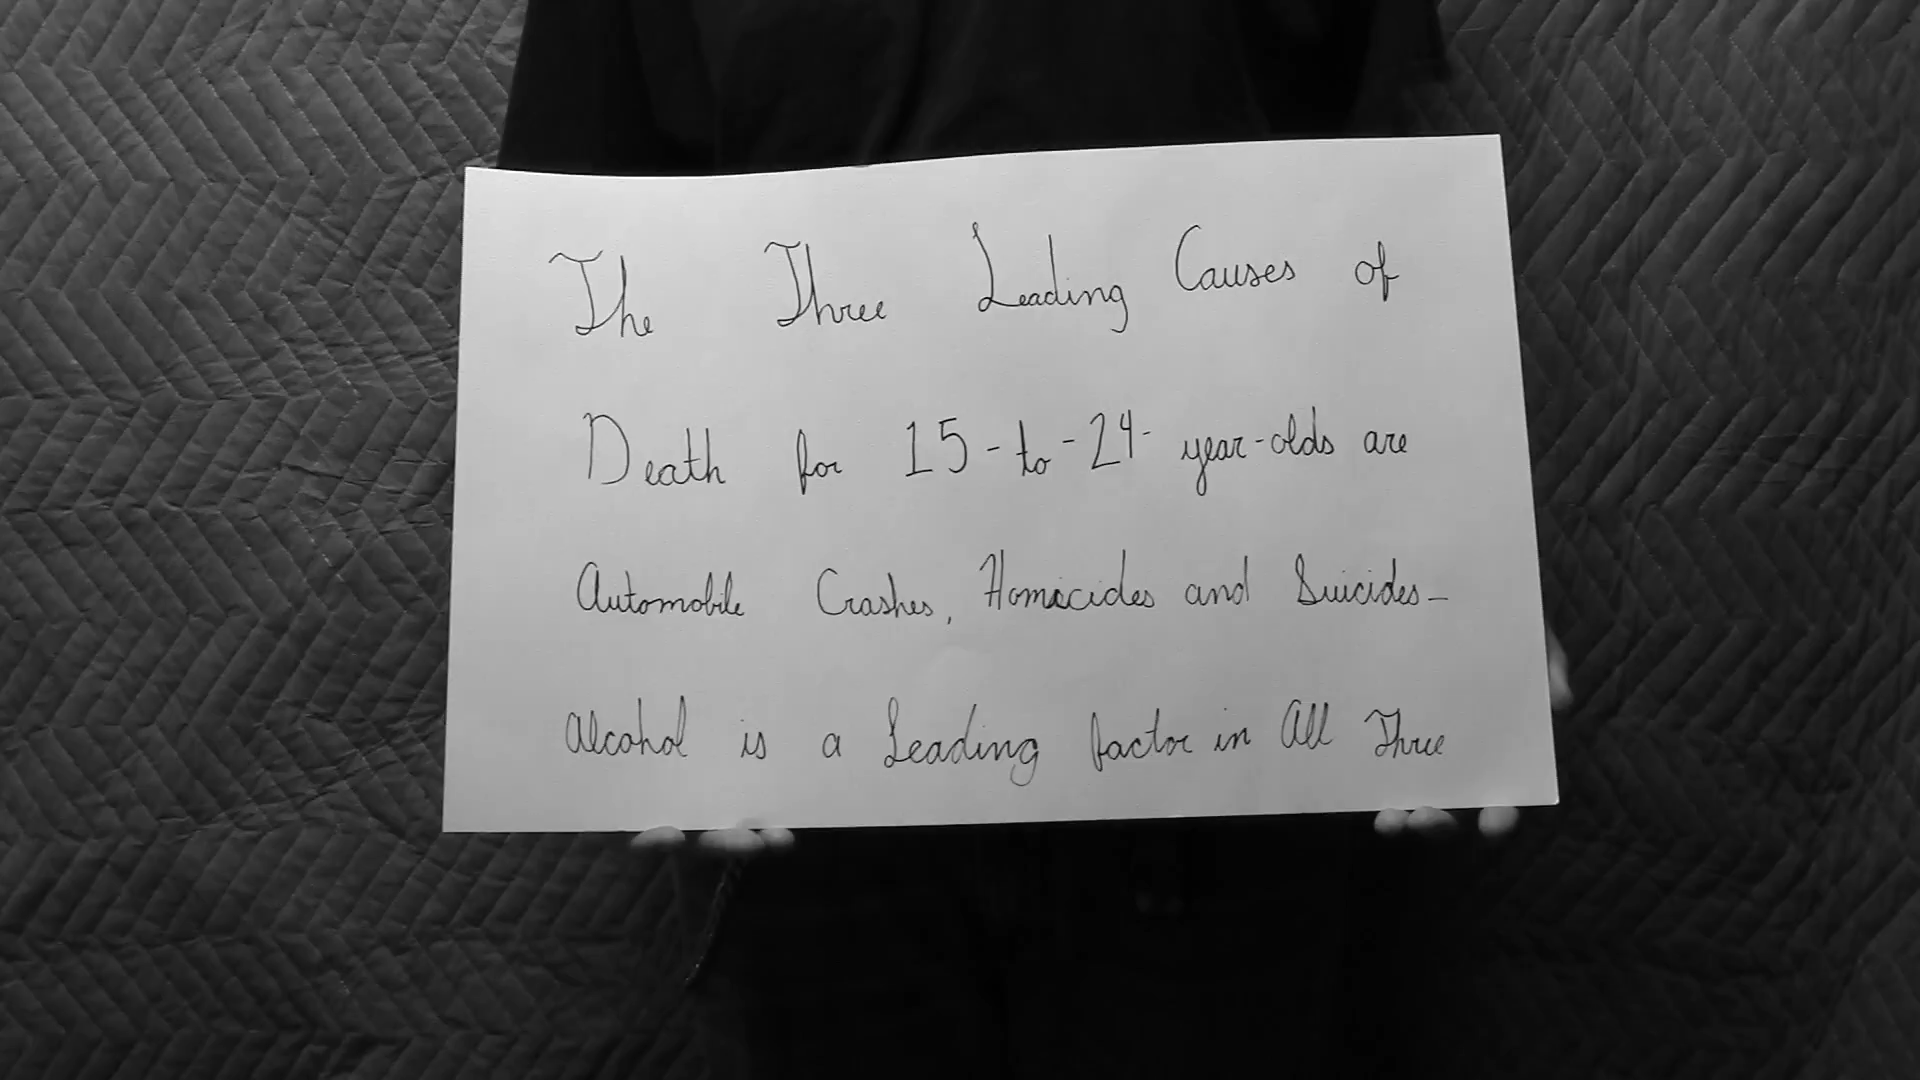 The Three Leading Causes of
Death for 15-to-24- year-olds are
Automobile Crashes, Homicides and Suicides-
Alcohol is a Leading factor in All Three